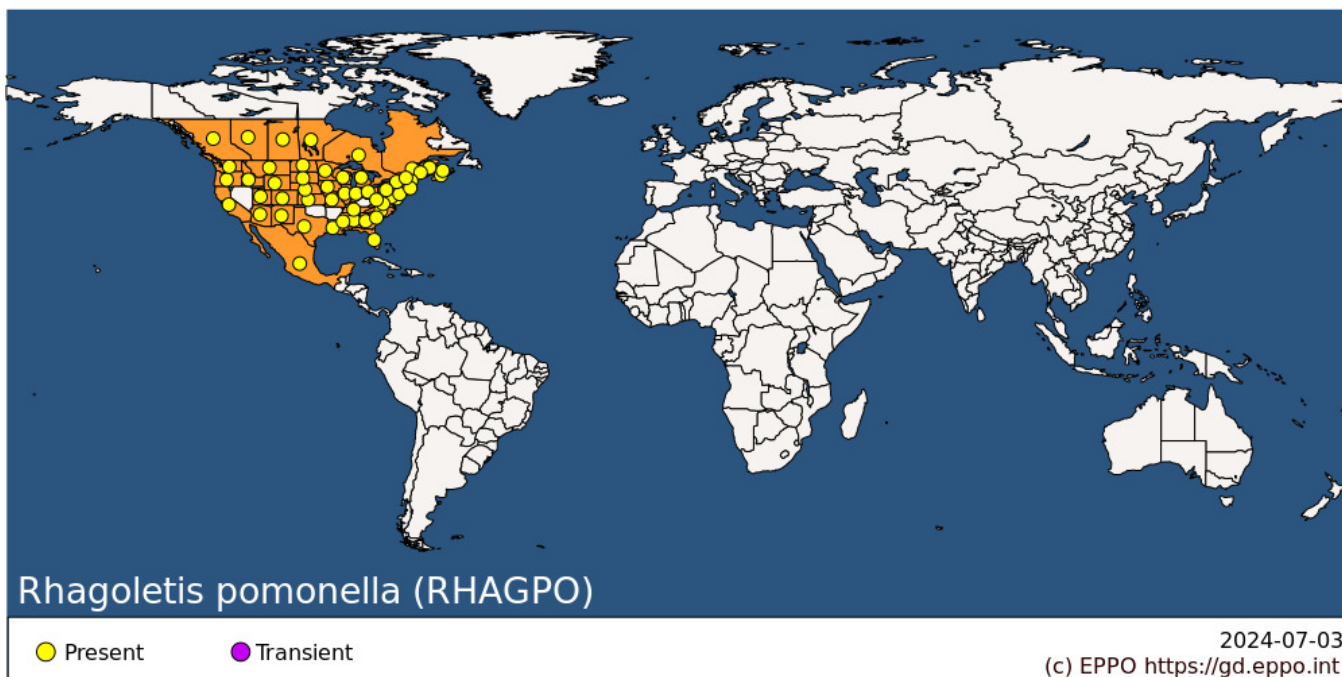 Rhagoletis pomonella (RHAGPO)
Present
Transient
2024-07-03
(c) EPPO https://gd.eppo.int